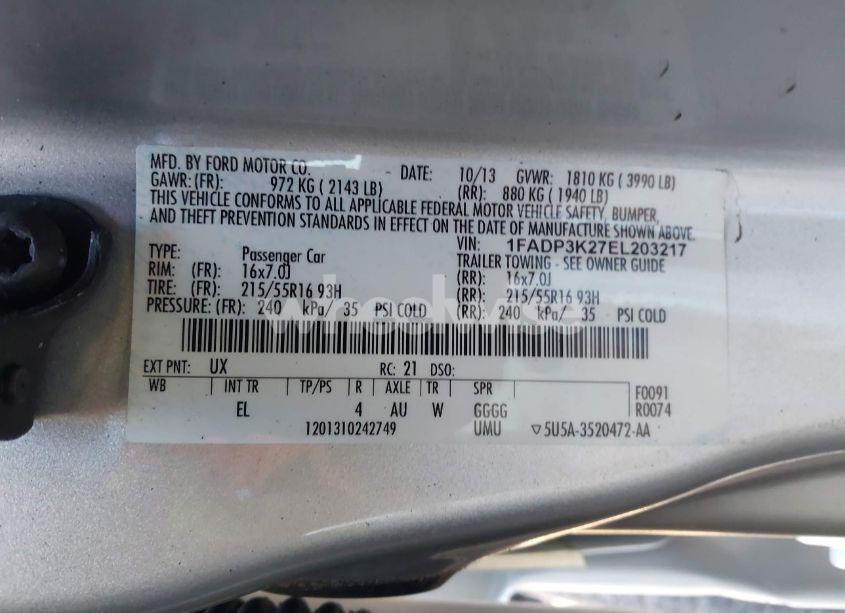 MFD. BY FORD MOTOR CO. DATE: 10/13 GVWR: 1810 KG ( 3990 LB)
GAWR: (FR): 972 KG ( 2143 LB) (RR): 880 KG ( 1940 LB)
THIS VEHICLE CONFORMS TO ALL APPLICABLE FEDERAL MOTOR VEHICLE SAFETY, BUMPER,
AND THEFT PREVENTION STANDARDS IN EFFECT ON THE DATE OF MANUFACTURE SHOWN ABOVE.
VIN: 1FADP3K27EL203217
TYPE: Passenger Car TRAILER TOWING - SEE OWNER GUIDE
RIM: (FR): 16x7.0J (RR): 16x7.0J
TIRE: (FR): 215/55R16 93H (RR): 215/55R16 93H
PRESSURE: (FR): 240 kPa/ 35 PSI COLD (RR): 240 kPa/ 35 PSI COLD
EXT PNT: UX RC: 21 DSO:
WB INT TR TP/PS R AXLE TR SPR F0091
EL 4 AU W GGGG R0074
1201310242749 UMU ▽5U5A-3520472-AA